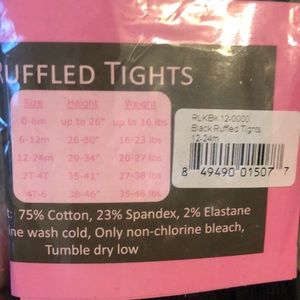 RUFFLED TIGHTS
Size Height Weight
0-6m up to 26" up to 16 lbs
6-12m 26-30" 16-23 lbs
12-24m 29-34" 20-27 lbs
2T-4T 35-41" 27-38 lbs
4T-6 38-46" 35-48 lbs
RLKBK12-0000
Black Ruffled Tights
12-24m
8 49490 01507 7
t: 75% Cotton, 23% Spandex, 2% Elastane
ine wash cold, Only non-chlorine bleach,
Tumble dry low